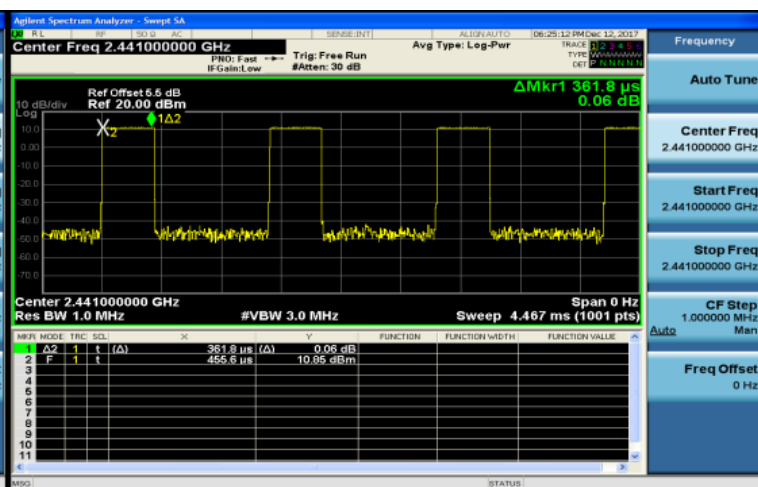 Agilent Spectrum Analyzer - Swept SA
RL RF 50 Ω AC SENSE:INT ALIGNAUTO 06:25:12 PM Dec 12, 2017
Center Freq 2.441000000 GHz
PNO: Fast
IFGain:Low
Trig: Free Run
#Atten: 30 dB
Avg Type: Log-Pwr
TRACE 1 2 3 4 5 6
TYPE
DET P N N N N N
Frequency
Ref Offset 6.5 dB
10 dB/div Ref 20.00 dBm
Log
ΔMkr1 361.8 µs
0.06 dB
1Δ2
X2
10.0
0.00
-10.0
-20.0
-30.0
-40.0
-50.0
-60.0
-70.0
Center 2.441000000 GHz Span 0 Hz
Res BW 1.0 MHz #VBW 3.0 MHz Sweep 4.467 ms (1001 pts)
MKR MODE TRC SCL X Y FUNCTION FUNCTION WIDTH FUNCTION VALUE
1 Δ2 1 t (Δ) 361.8 µs (Δ) 0.06 dB
2 F 1 t 455.6 µs 10.85 dBm
3
4
5
6
7
8
9
10
11
MSG STATUS
Auto Tune
Center Freq
2.441000000 GHz
Start Freq
2.441000000 GHz
Stop Freq
2.441000000 GHz
CF Step
1.000000 MHz
Auto Man
Freq Offset
0 Hz